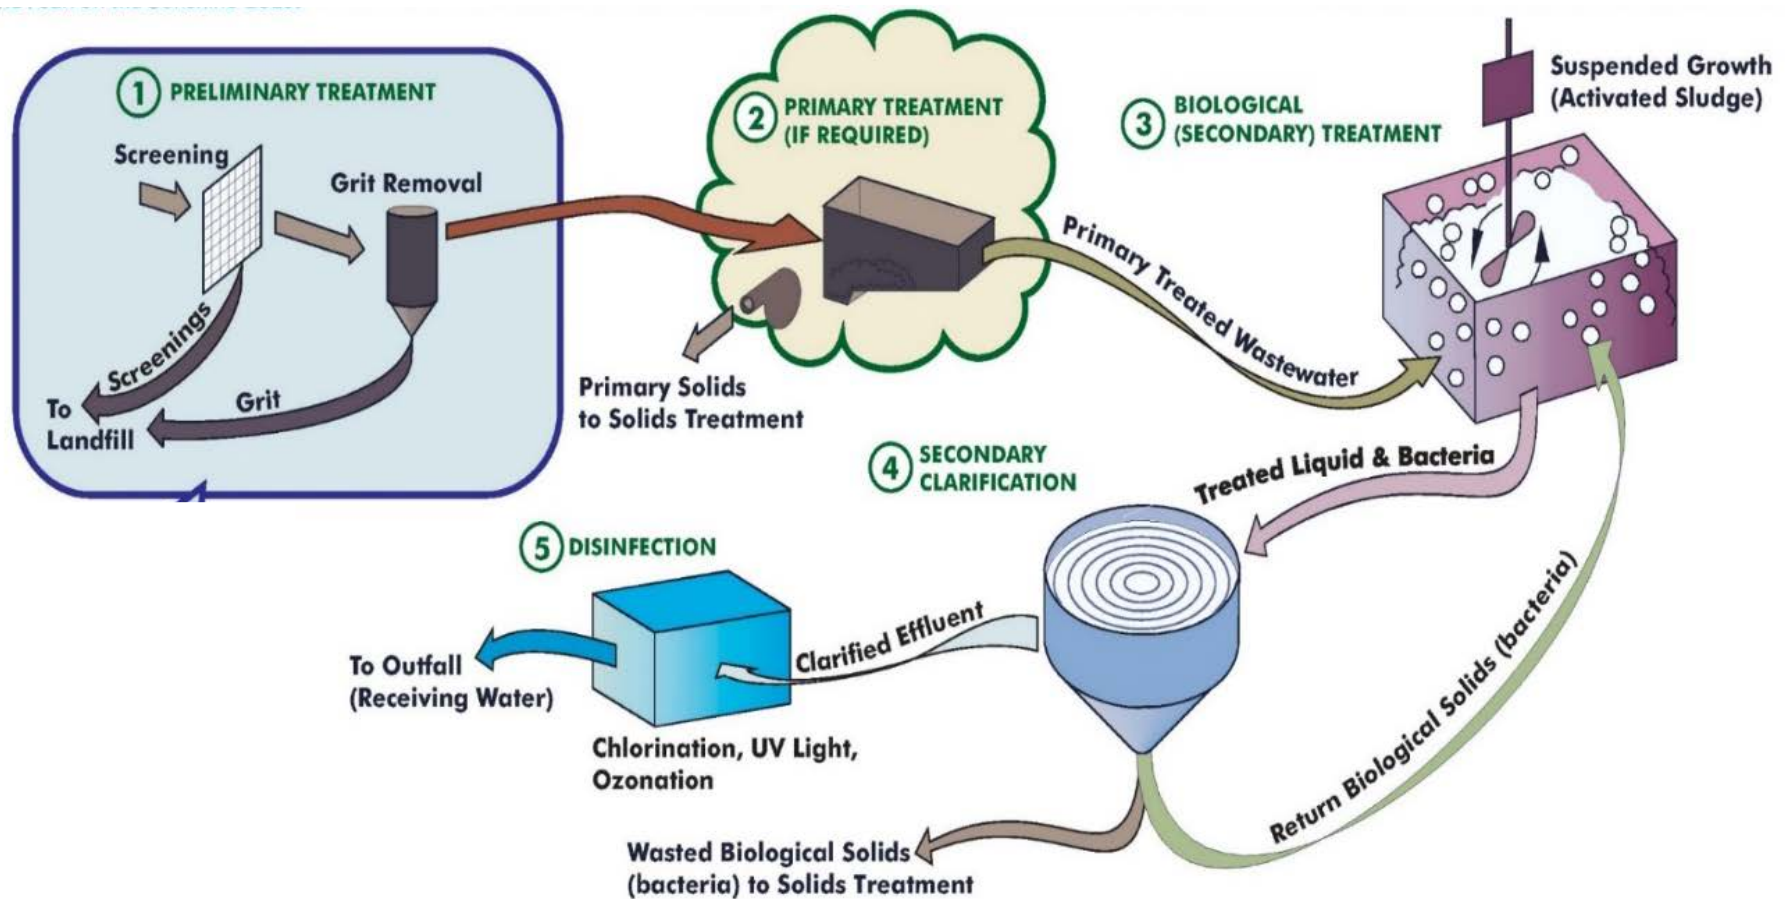 1 PRELIMINARY TREATMENT
Screening
Grit Removal
Screenings
Grit
To
Landfill
2 PRIMARY TREATMENT
(IF REQUIRED)
Primary Solids
to Solids Treatment
Primary Treated Wastewater
3 BIOLOGICAL
(SECONDARY) TREATMENT
Suspended Growth
(Activated Sludge)
Treated Liquid & Bacteria
4 SECONDARY
CLARIFICATION
Return Biological Solids (bacteria)
Clarified Effluent
5 DISINFECTION
To Outfall
(Receiving Water)
Chlorination, UV Light,
Ozonation
Wasted Biological Solids
(bacteria) to Solids Treatment